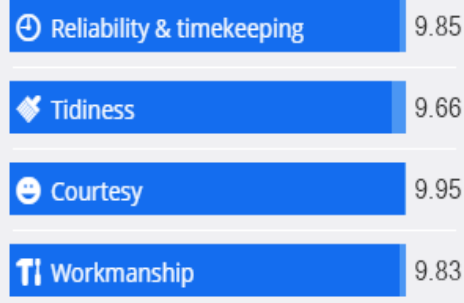 Reliability & timekeeping 9.85
Tidiness 9.66
Courtesy 9.95
Workmanship 9.83